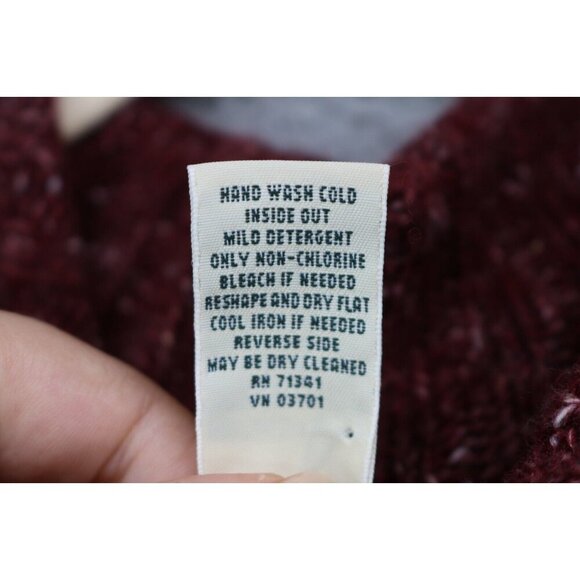 HAND WASH COLD
INSIDE OUT
MILD DETERGENT
ONLY NON-CHLORINE
BLEACH IF NEEDED
RESHAPE AND DRY FLAT
COOL IRON IF NEEDED
REVERSE SIDE
MAY BE DRY CLEANED
RN 71341
VN 03701